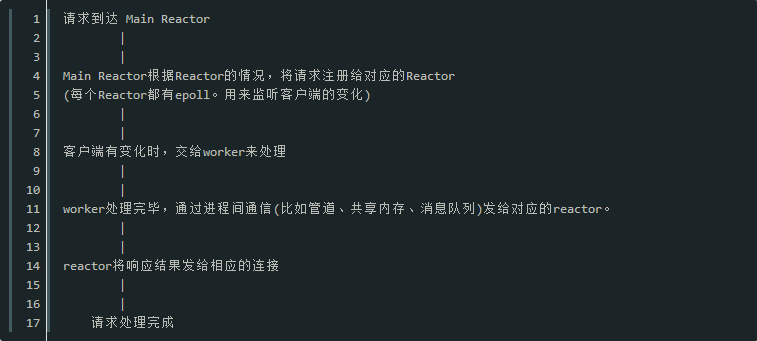 1 请求到达 Main Reactor
2 |
3 |
4 Main Reactor根据Reactor的情况，将请求注册给对应的Reactor
5 (每个Reactor都有epoll。用来监听客户端的变化)
6 |
7 |
8 客户端有变化时，交给worker来处理
9 |
10 |
11 worker处理完毕，通过进程间通信(比如管道、共享内存、消息队列)发给对应的reactor。
12 |
13 |
14 reactor将响应结果发给相应的连接
15 |
16 |
17 请求处理完成